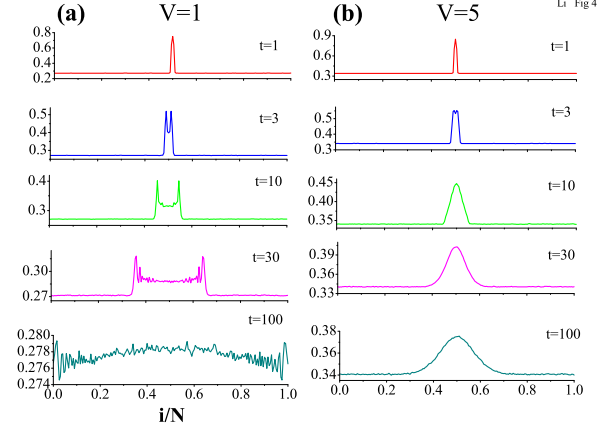 Li Fig 4
(a) V=1
0.8
0.6
0.4
0.2
t=1
0.5
0.4
0.3
t=3
0.4
0.3
t=10
0.30
0.27
t=30
0.280
0.278
0.276
0.274
t=100
0.0 0.2 0.4 0.6 0.8 1.0
i/N
(b) V=5
0.9
0.6
0.3
t=1
0.5
0.4
0.3
t=3
0.45
0.40
0.35
t=10
0.39
0.36
0.33
t=30
0.38
0.36
0.34
t=100
0.0 0.2 0.4 0.6 0.8 1.0